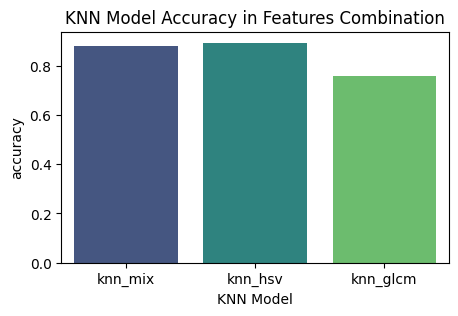 KNN Model Accuracy in Features Combination
accuracy
0.8
0.6
0.4
0.2
0.0
knn_mix knn_hsv knn_glcm
KNN Model